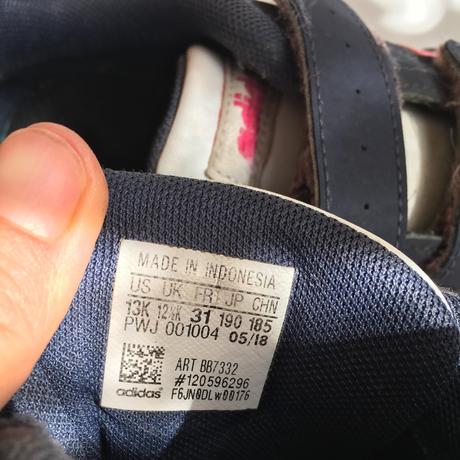 MADE IN INDONESIA
US UK FR JP CHN
13K 12½K 31 190 185
PWJ 001004 05/18
ART BB7332
#120596296
adidas F6JN0DLW00176